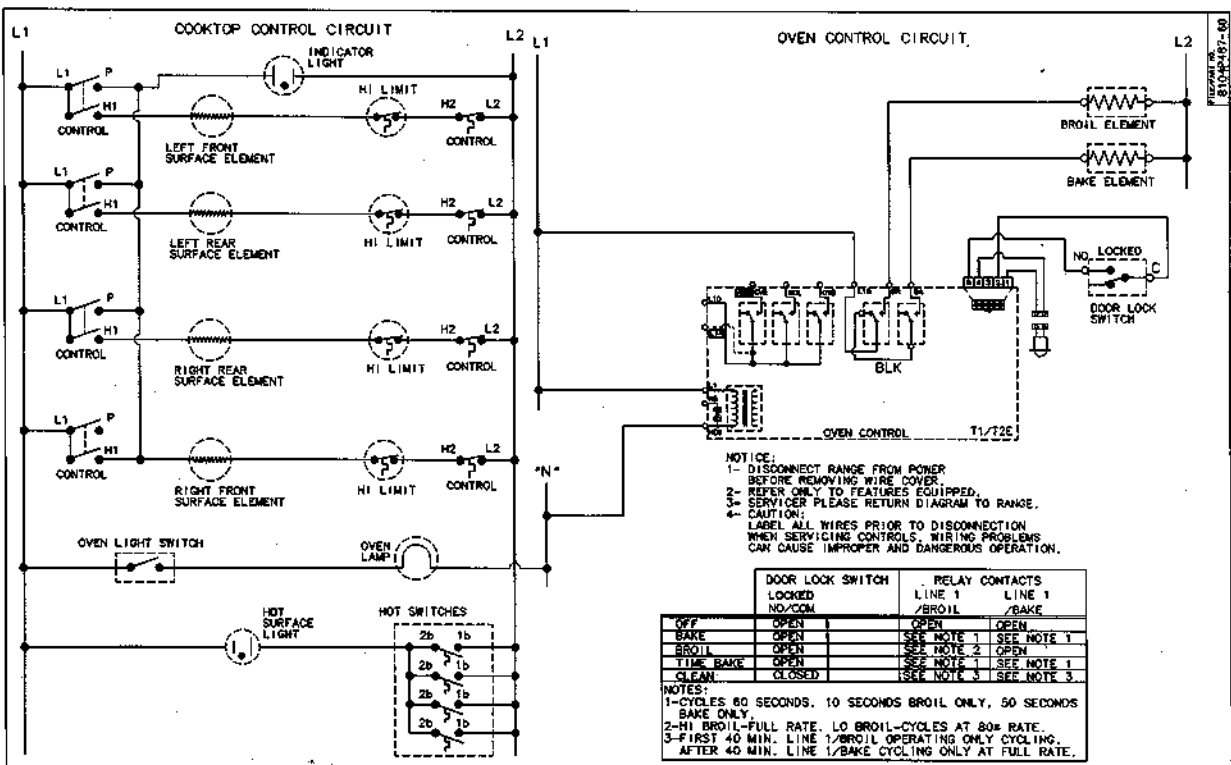 COOKTOP CONTROL CIRCUIT
L1
L2
INDICATOR
LIGHT
L1
P
H1
CONTROL
LEFT FRONT
SURFACE ELEMENT
HI LIMIT
H2
L2
CONTROL
L1
P
H1
CONTROL
LEFT REAR
SURFACE ELEMENT
HI LIMIT
H2
L2
CONTROL
L1
P
H1
CONTROL
RIGHT REAR
SURFACE ELEMENT
HI LIMIT
H2
L2
CONTROL
L1
P
H1
CONTROL
RIGHT FRONT
SURFACE ELEMENT
HI LIMIT
H2
L2
CONTROL
OVEN LIGHT SWITCH
OVEN
LAMP
"N"
HOT
SURFACE
LIGHT
HOT SWITCHES
2b 1b
2b 1b
2b 1b
2b 1b
L1
OVEN CONTROL CIRCUIT.
L2
BROIL ELEMENT
BAKE ELEMENT
NO
LOCKED
C
DOOR LOCK
SWITCH
BLK
OVEN CONTROL
T1/T2E
NOTICE:
1- DISCONNECT RANGE FROM POWER
BEFORE REMOVING WIRE COVER.
2- REFER ONLY TO FEATURES EQUIPPED.
3- SERVICER PLEASE RETURN DIAGRAM TO RANGE.
4- CAUTION:
LABEL ALL WIRES PRIOR TO DISCONNECTION
WHEN SERVICING CONTROLS. WIRING PROBLEMS
CAN CAUSE IMPROPER AND DANGEROUS OPERATION.
DOOR LOCK SWITCH RELAY CONTACTS
LOCKED LINE 1 LINE 1
NO/COM /BROIL /BAKE
OFF OPEN OPEN OPEN
BAKE OPEN SEE NOTE 1 SEE NOTE 1
BROIL OPEN SEE NOTE 2 OPEN
TIME BAKE OPEN SEE NOTE 1 SEE NOTE 1
CLEAN CLOSED SEE NOTE 3 SEE NOTE 3
NOTES:
1-CYCLES 60 SECONDS. 10 SECONDS BROIL ONLY, 50 SECONDS
BAKE ONLY.
2-HI BROIL-FULL RATE. LO BROIL-CYCLES AT 80% RATE.
3-FIRST 40 MIN. LINE 1/BROIL OPERATING ONLY CYCLING.
AFTER 40 MIN. LINE 1/BAKE CYCLING ONLY AT FULL RATE.